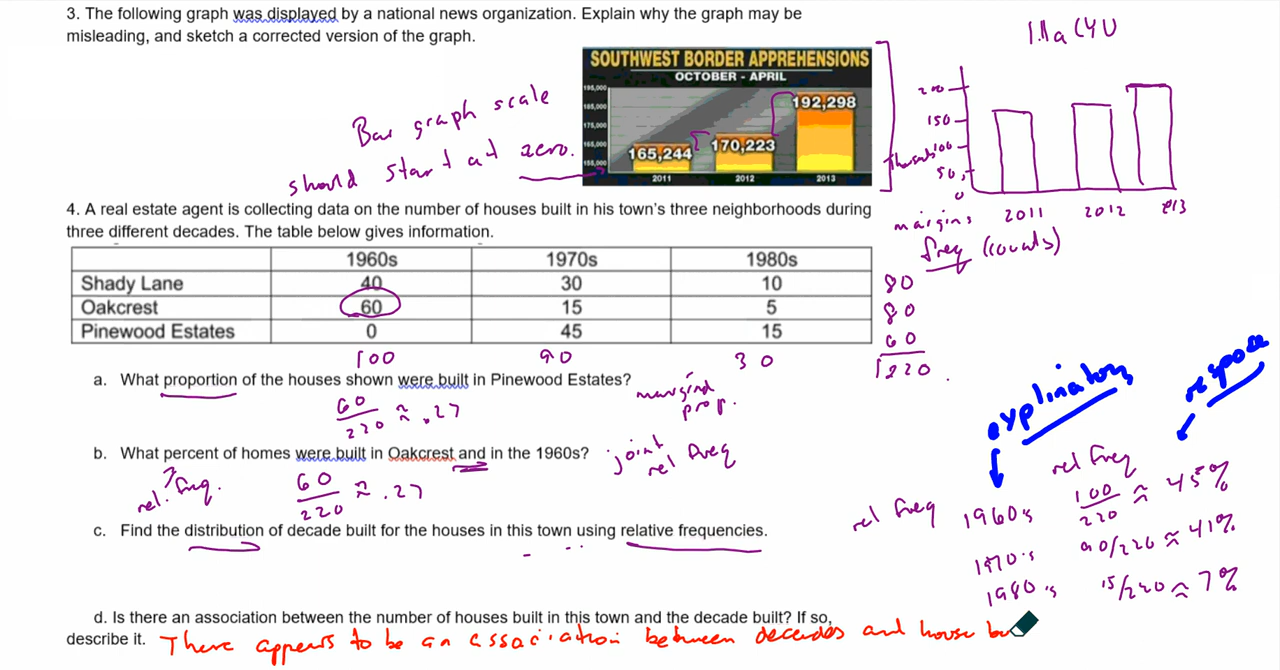 3. The following graph was displayed by a national news organization. Explain why the graph may be
misleading, and sketch a corrected version of the graph.
1.1a CYU
SOUTHWEST BORDER APPREHENSIONS
OCTOBER - APRIL
195,000
185,000
175,000
165,000
155,000
165,244
170,223
192,298
2011
2012
2013
Bar graph scale
should start at zero.
200
150
100
50
0
Thousands
2011
2012
2013
4. A real estate agent is collecting data on the number of houses built in his town's three neighborhoods during
three different decades. The table below gives information.
margins
freq (counts)
1960s 1970s 1980s
Shady Lane 40 30 10 80
Oakcrest 60 15 5 80
Pinewood Estates 0 45 15 60
100 90 30 220
a. What proportion of the houses shown were built in Pinewood Estates?
60
220 ≈ .27
marginal
prop.
b. What percent of homes were built in Oakcrest and in the 1960s?
joint
rel freq
rel. freq.
60
220 ≈ .27
c. Find the distribution of decade built for the houses in this town using relative frequencies.
explinatory
response
rel freq
rel freq
1960s 100/220 ≈ 45%
1970's 90/220 ≈ 41%
1980's 15/220 ≈ 7%
d. Is there an association between the number of houses built in this town and the decade built? If so,
describe it. There appears to be an association between decades and house bu